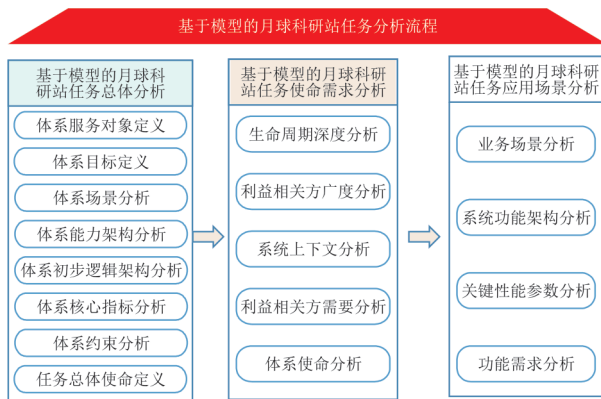 基于模型的月球科研站任务分析流程
基于模型的月球科
研站任务总体分析
体系服务对象定义
体系目标定义
体系场景分析
体系能力架构分析
体系初步逻辑架构分析
体系核心指标分析
体系约束分析
任务总体使命定义
基于模型的月球科研
站任务使命需求分析
生命周期深度分析
利益相关方广度分析
系统上下文分析
利益相关方需要分析
体系使命分析
基于模型的月球科研
站任务应用场景分析
业务场景分析
系统功能架构分析
关键性能参数分析
功能需求分析